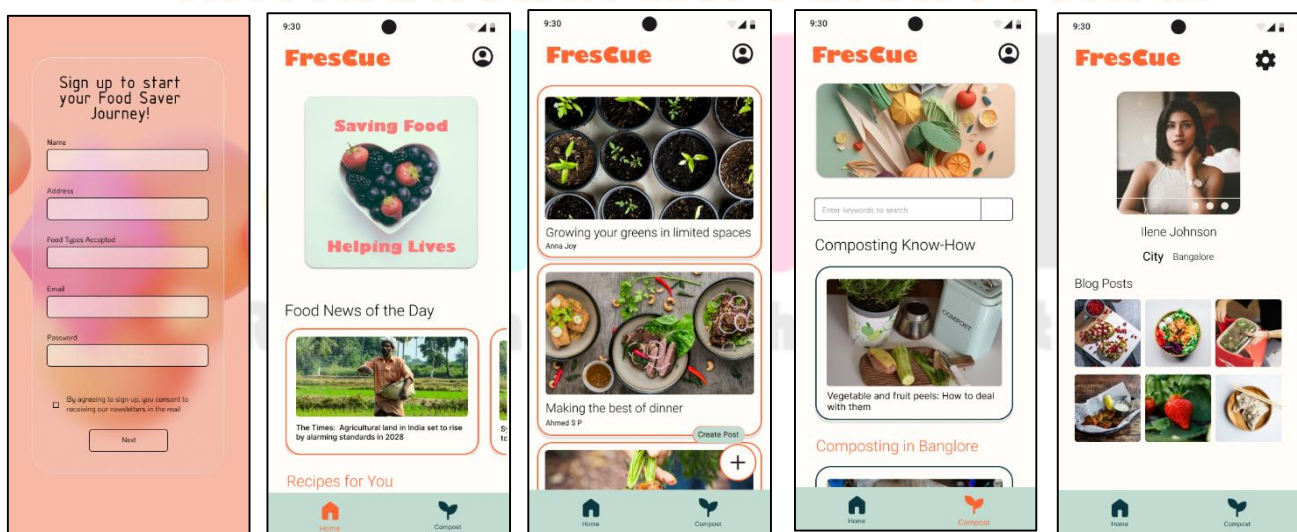 Sign up to start
your Food Saver
Journey!
Name
Address
Food Types Accepted
Email
Password
By agreeing to sign up, you consent to
receiving our newsletters in the mail
Next
9:30
FresCue
Saving Food
Helping Lives
Food News of the Day
The Times: Agricultural land in India set to rise
by alarming standards in 2028
Recipes for You
Home
Compost
9:30
FresCue
Growing your greens in limited spaces
Anna Joy
Making the best of dinner
Ahmed S P
Create Post
Home
Compost
9:30
FresCue
Enter keywords to search
Composting Know-How
COMPOST
Vegetable and fruit peels: How to deal
with them
Composting in Banglore
Home
Compost
9:30
FresCue
Ilene Johnson
City Bangalore
Blog Posts
Home
Compost